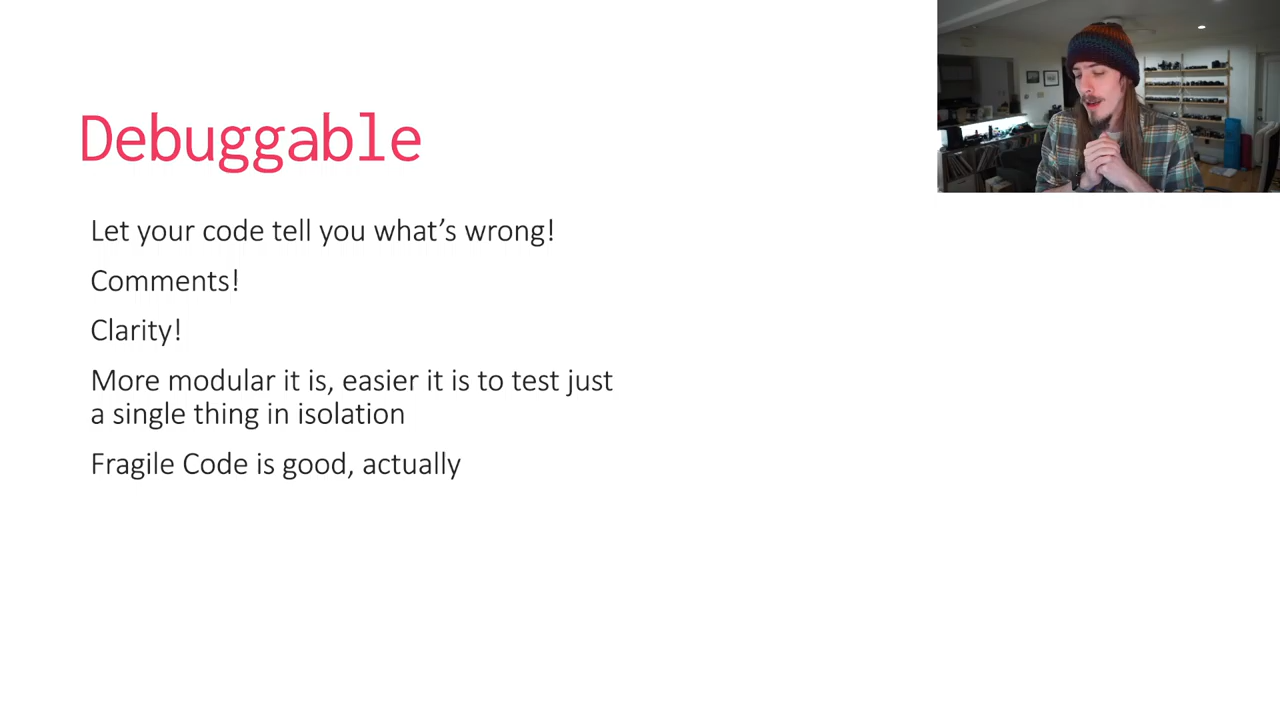 Debuggable
Let your code tell you what’s wrong!
Comments!
Clarity!
More modular it is, easier it is to test just
a single thing in isolation
Fragile Code is good, actually